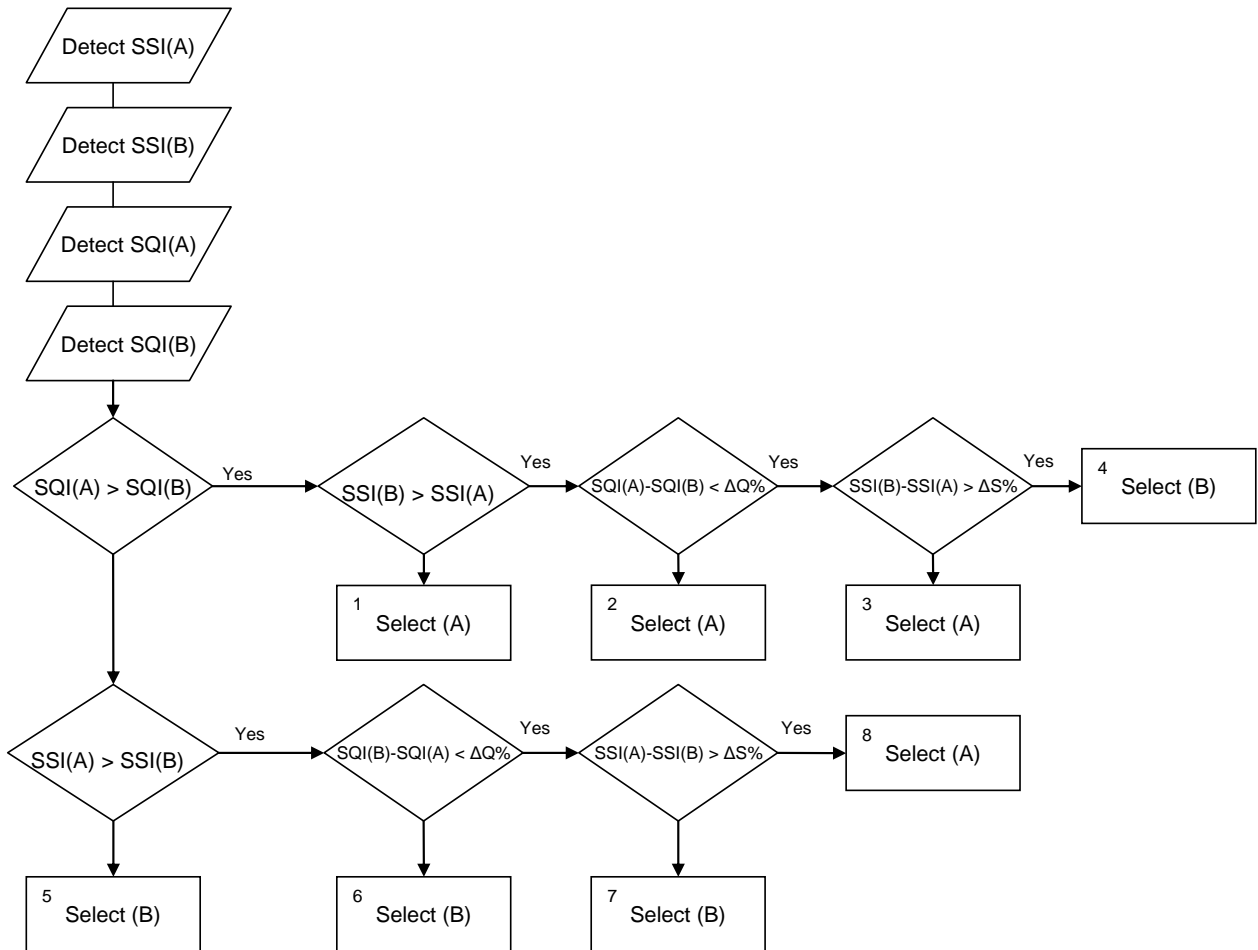 Detect SSI(A)
Detect SSI(B)
Detect SQI(A)
Detect SQI(B)
SQI(A) > SQI(B)
Yes
SSI(B) > SSI(A)
Yes
SQI(A)-SQI(B) < ΔQ%
Yes
SSI(B)-SSI(A) > ΔS%
Yes
4
Select (B)
1
Select (A)
2
Select (A)
3
Select (A)
SSI(A) > SSI(B)
Yes
SQI(B)-SQI(A) < ΔQ%
Yes
SSI(A)-SSI(B) > ΔS%
Yes
8
Select (A)
5
Select (B)
6
Select (B)
7
Select (B)